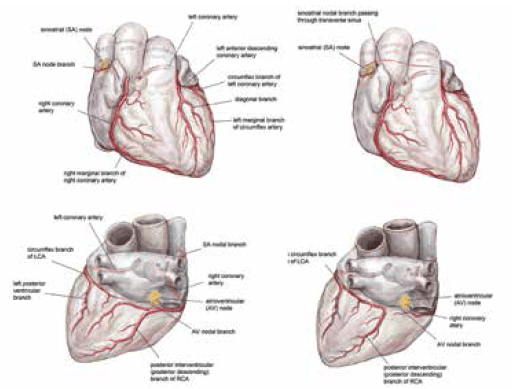 left coronary artery
sinoatrial (SA) node
left anterior descending
coronary artery
SA node branch
circumflex branch of
left coronary artery
diagonal branch
right coronary
artery
left marginal branch
of circumflex artery
right marginal branch of
right coronary artery
sinoatrial nodal branch passing
through transverse sinus
sinoatrial (SA) node
left coronary artery
circumflex branch
of LCA
SA nodal branch
right coronary
artery
left posterior
ventricular
branch
atrioventricular
(AV) node
AV nodal branch
posterior interventricular
(posterior descending)
branch of RCA
circumflex branch
of LCA
atrioventricular
(AV) node
right coronary
atery
AV nodal branch
posterior interventricular
(posterior descending)
branch of RCA